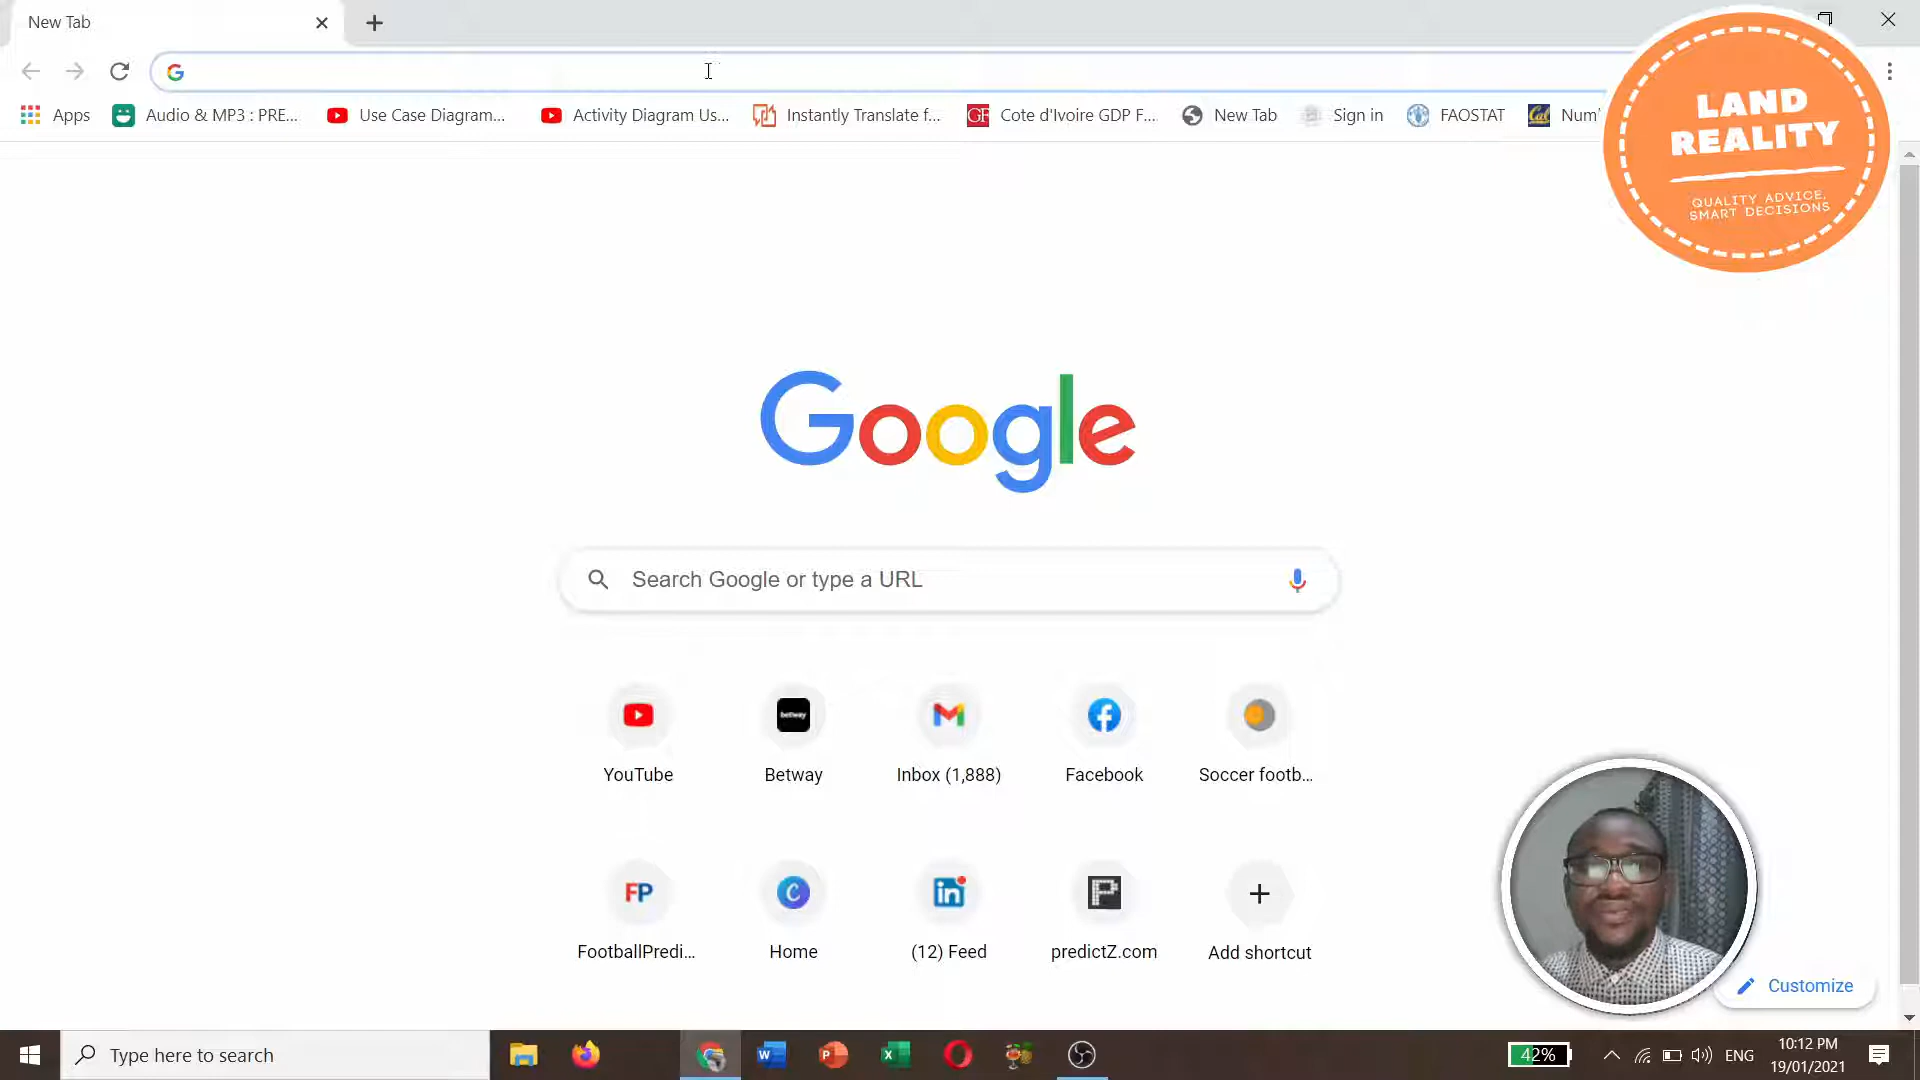 New Tab
Apps
Audio & MP3 : PRE...
Use Case Diagram...
Activity Diagram Us...
Instantly Translate f...
Cote d'Ivoire GDP F...
New Tab
Sign in
FAOSTAT
Cal
LAND
REALITY
QUALITY ADVICE,
SMART DECISIONS
Google
Search Google or type a URL
betway
YouTube
Betway
Inbox (1,888)
Facebook
Soccer footb...
FP
in
FootballPredi...
Home
(12) Feed
predictZ.com
Add shortcut
Customize
Type here to search
42%
ENG
10:12 PM
19/01/2021